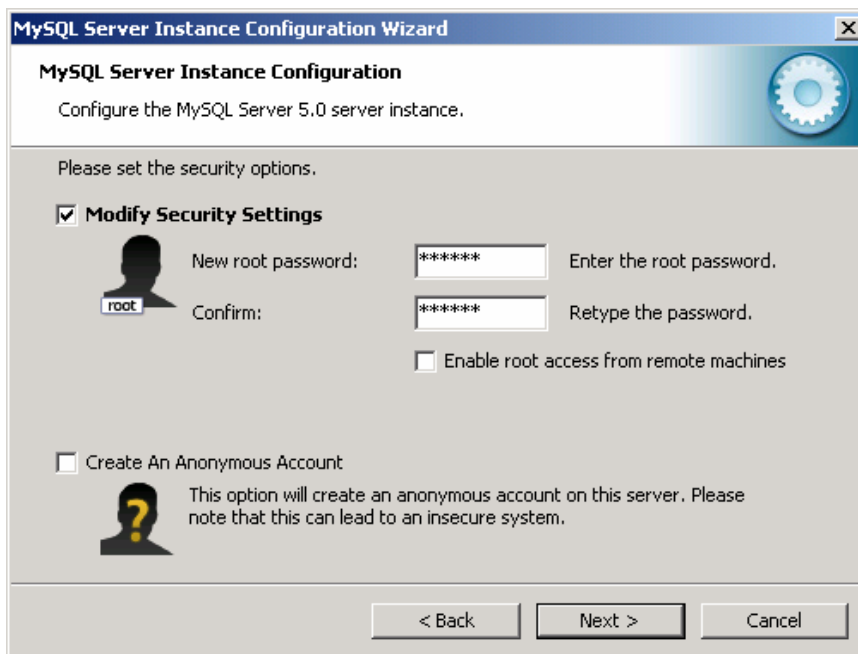 MySQL Server Instance Configuration Wizard
MySQL Server Instance Configuration
Configure the MySQL Server 5.0 server instance.
Please set the security options.
Modify Security Settings
New root password: ****** Enter the root password.
root
Confirm: ****** Retype the password.
Enable root access from remote machines
Create An Anonymous Account
This option will create an anonymous account on this server. Please
note that this can lead to an insecure system.
< Back Next > Cancel